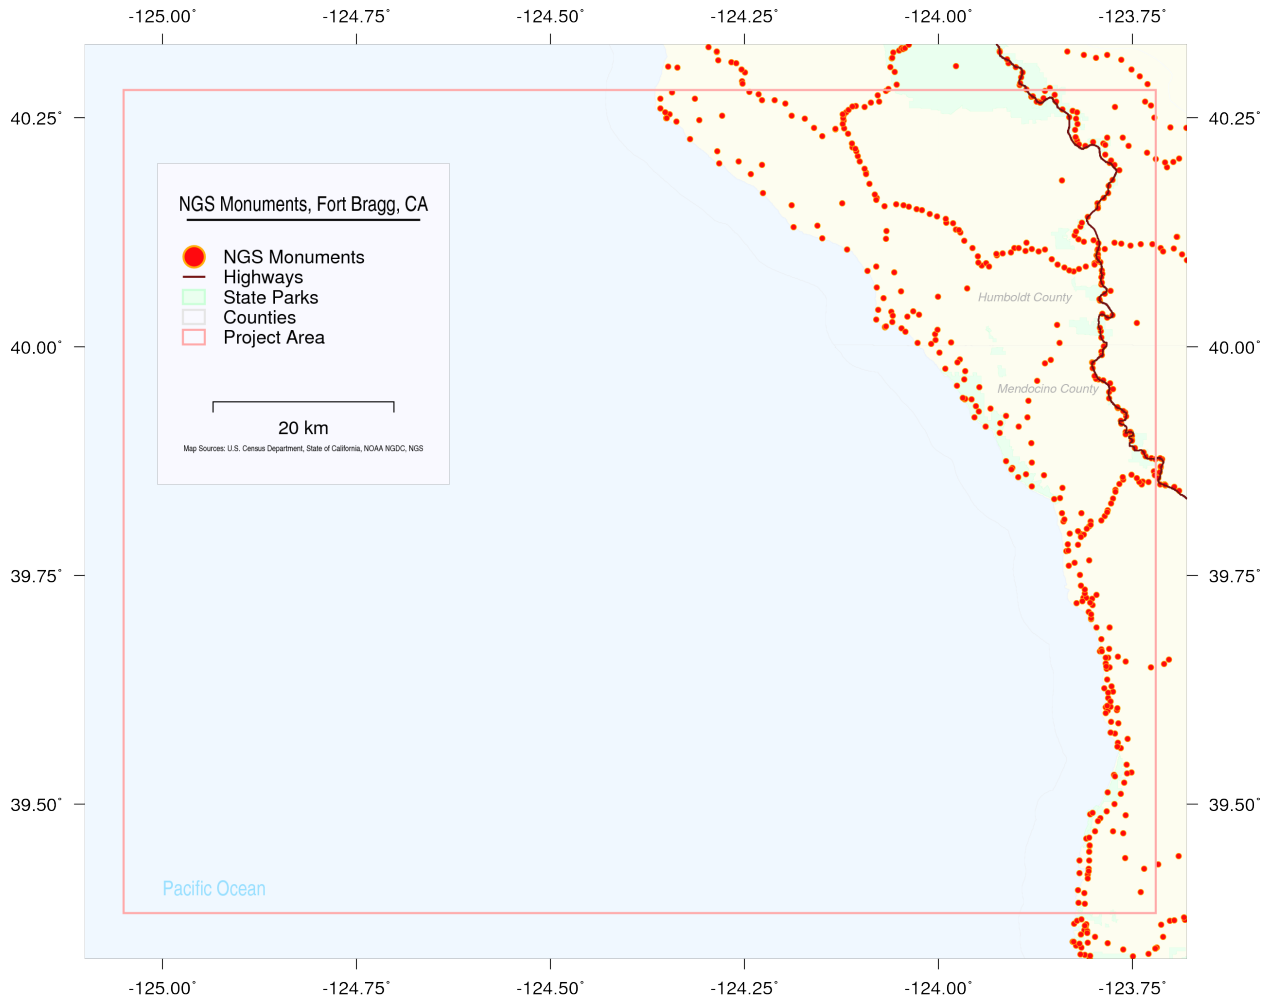 -125.00˚ -124.75˚ -124.50˚ -124.25˚ -124.00˚ -123.75˚
40.25˚ 40.25˚
NGS Monuments, Fort Bragg, CA
NGS Monuments
Highways
State Parks
Counties
Project Area
Humboldt County
40.00˚ 40.00˚
Mendocino County
20 km
Map Sources: U.S. Census Department, State of California, NOAA NGDC, NGS
39.75˚ 39.75˚
39.50˚ 39.50˚
Pacific Ocean
-125.00˚ -124.75˚ -124.50˚ -124.25˚ -124.00˚ -123.75˚